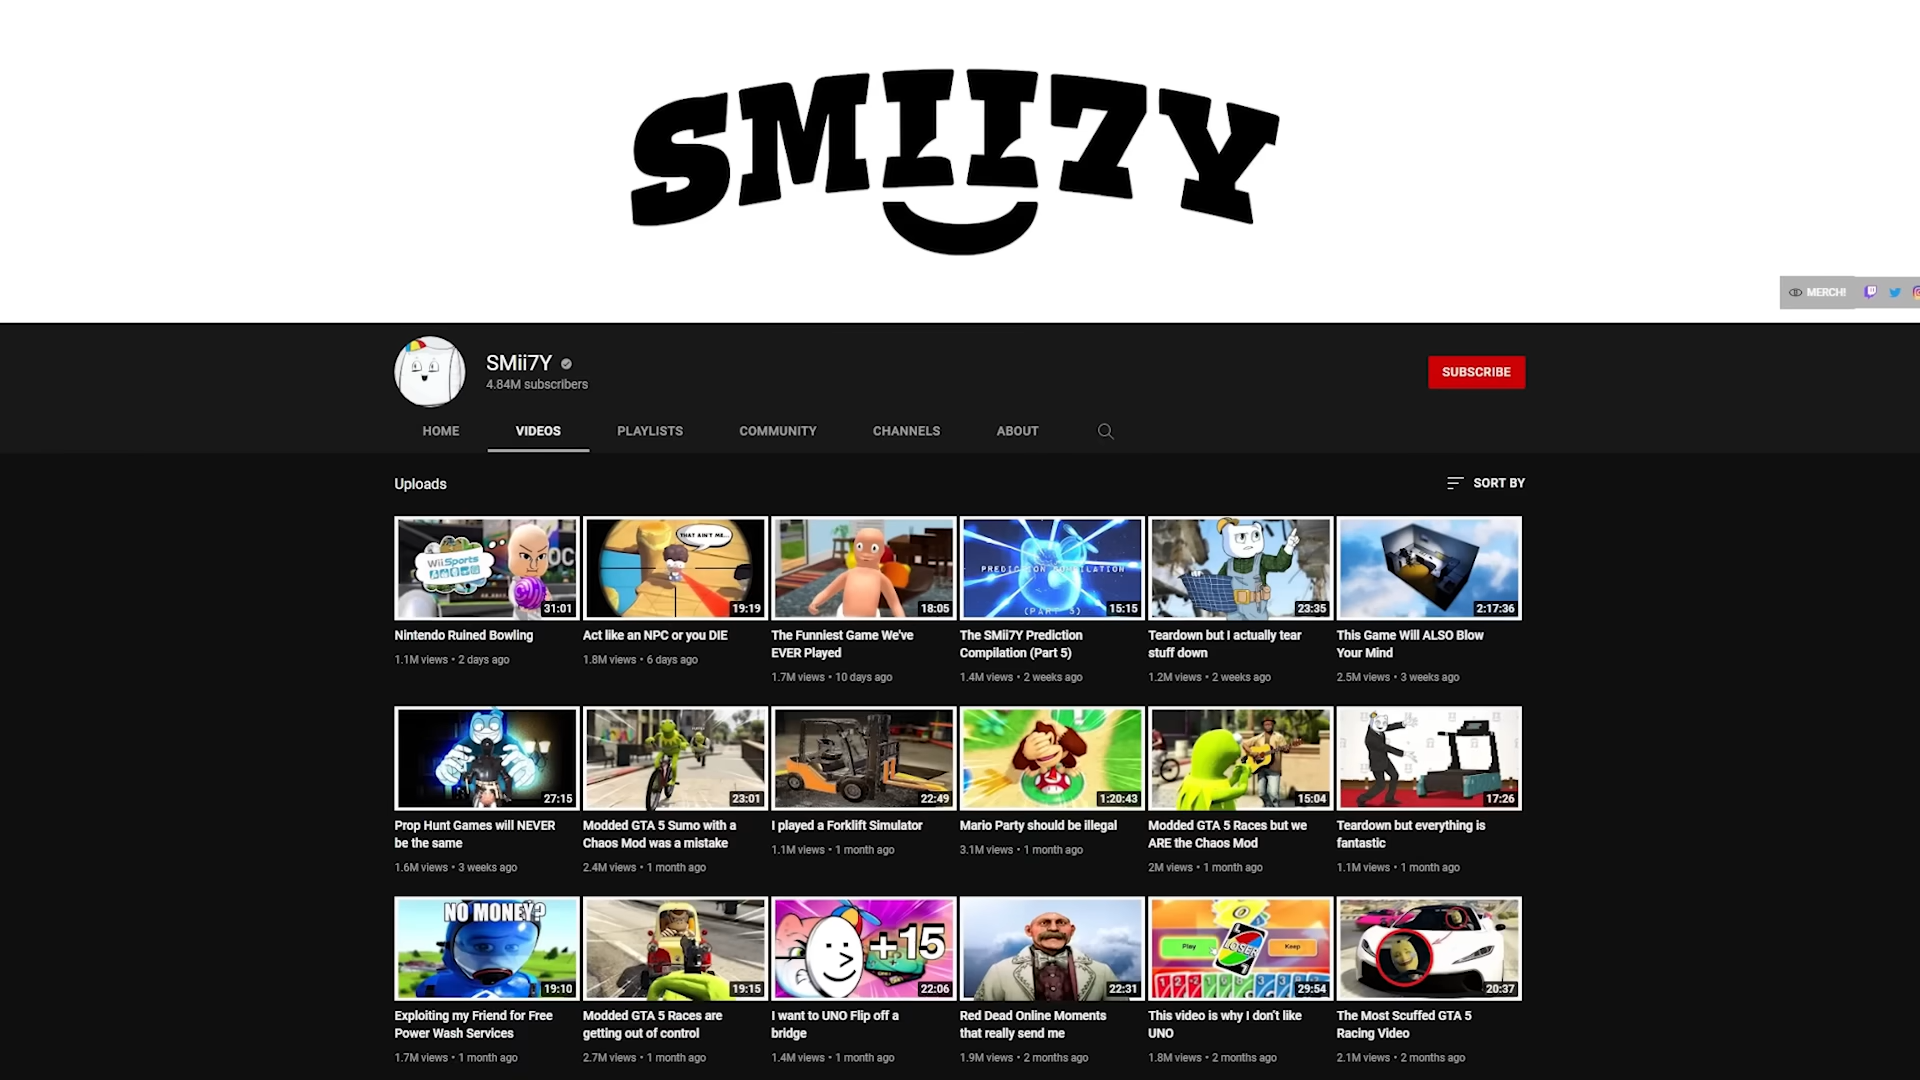 SMII7Y
MERCH!
SMii7Y
4.84M subscribers
SUBSCRIBE
HOME VIDEOS PLAYLISTS COMMUNITY CHANNELS ABOUT
Uploads
SORT BY
Wii Sports
31:01
THAT AIN'T ME...
19:19
18:05
PREDICTION COMPILATION
(PART 5)
15:15
23:35
2:17:36
Nintendo Ruined Bowling
1.1M views • 2 days ago
Act like an NPC or you DIE
1.8M views • 6 days ago
The Funniest Game We've
EVER Played
1.7M views • 10 days ago
The SMii7Y Prediction
Compilation (Part 5)
1.4M views • 2 weeks ago
Teardown but I actually tear
stuff down
1.2M views • 2 weeks ago
This Game Will ALSO Blow
Your Mind
2.5M views • 3 weeks ago
27:15
23:01
22:49
1:20:43
15:04
17:26
Prop Hunt Games will NEVER
be the same
1.6M views • 3 weeks ago
Modded GTA 5 Sumo with a
Chaos Mod was a mistake
2.4M views • 1 month ago
I played a Forklift Simulator
1.1M views • 1 month ago
Mario Party should be illegal
3.1M views • 1 month ago
Modded GTA 5 Races but we
ARE the Chaos Mod
2M views • 1 month ago
Teardown but everything is
fantastic
1.1M views • 1 month ago
NO MONEY?
19:10
19:15
+15
22:06
22:31
Play
LOSER
Keep
29:54
20:37
Exploiting my Friend for Free
Power Wash Services
1.7M views • 1 month ago
Modded GTA 5 Races are
getting out of control
2.7M views • 1 month ago
I want to UNO Flip off a
bridge
1.4M views • 1 month ago
Red Dead Online Moments
that really send me
1.9M views • 2 months ago
This video is why I don't like
UNO
1.8M views • 2 months ago
The Most Scuffed GTA 5
Racing Video
2.1M views • 2 months ago